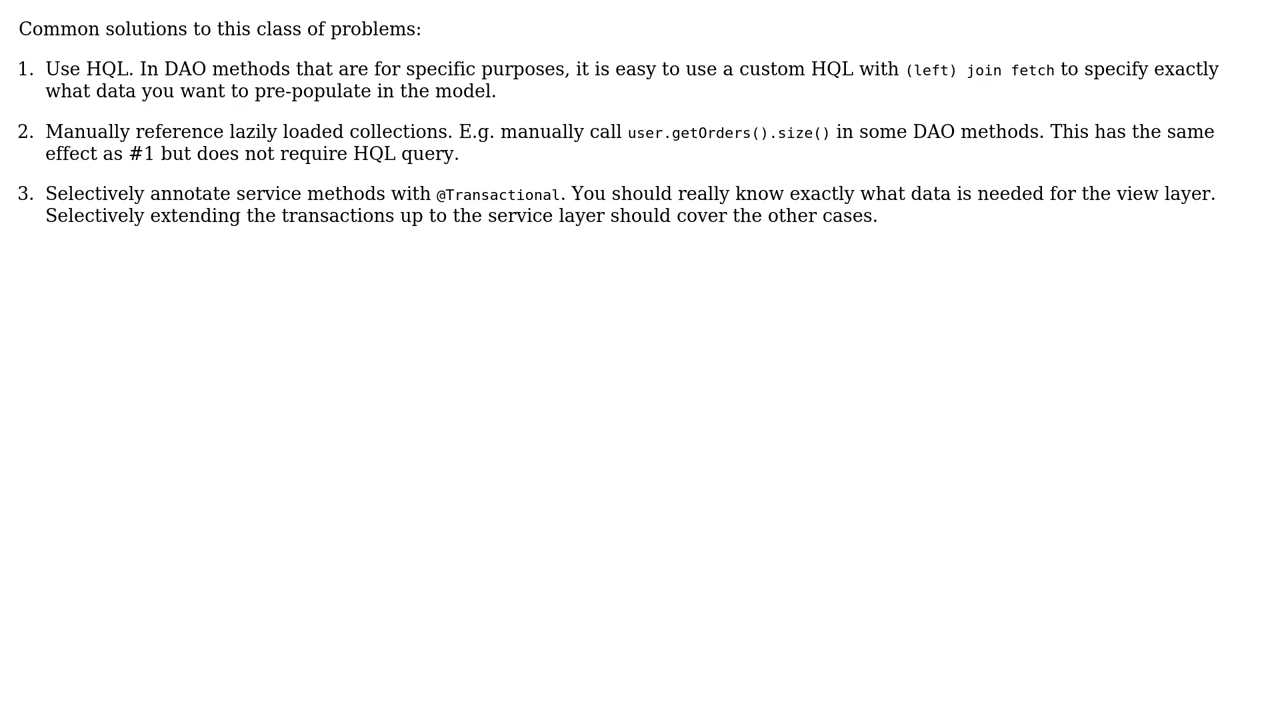 Common solutions to this class of problems:
1. Use HQL. In DAO methods that are for specific purposes, it is easy to use a custom HQL with (left) join fetch to specify exactly
what data you want to pre-populate in the model.
2. Manually reference lazily loaded collections. E.g. manually call user.getOrders().size() in some DAO methods. This has the same
effect as #1 but does not require HQL query.
3. Selectively annotate service methods with @Transactional. You should really know exactly what data is needed for the view layer.
Selectively extending the transactions up to the service layer should cover the other cases.